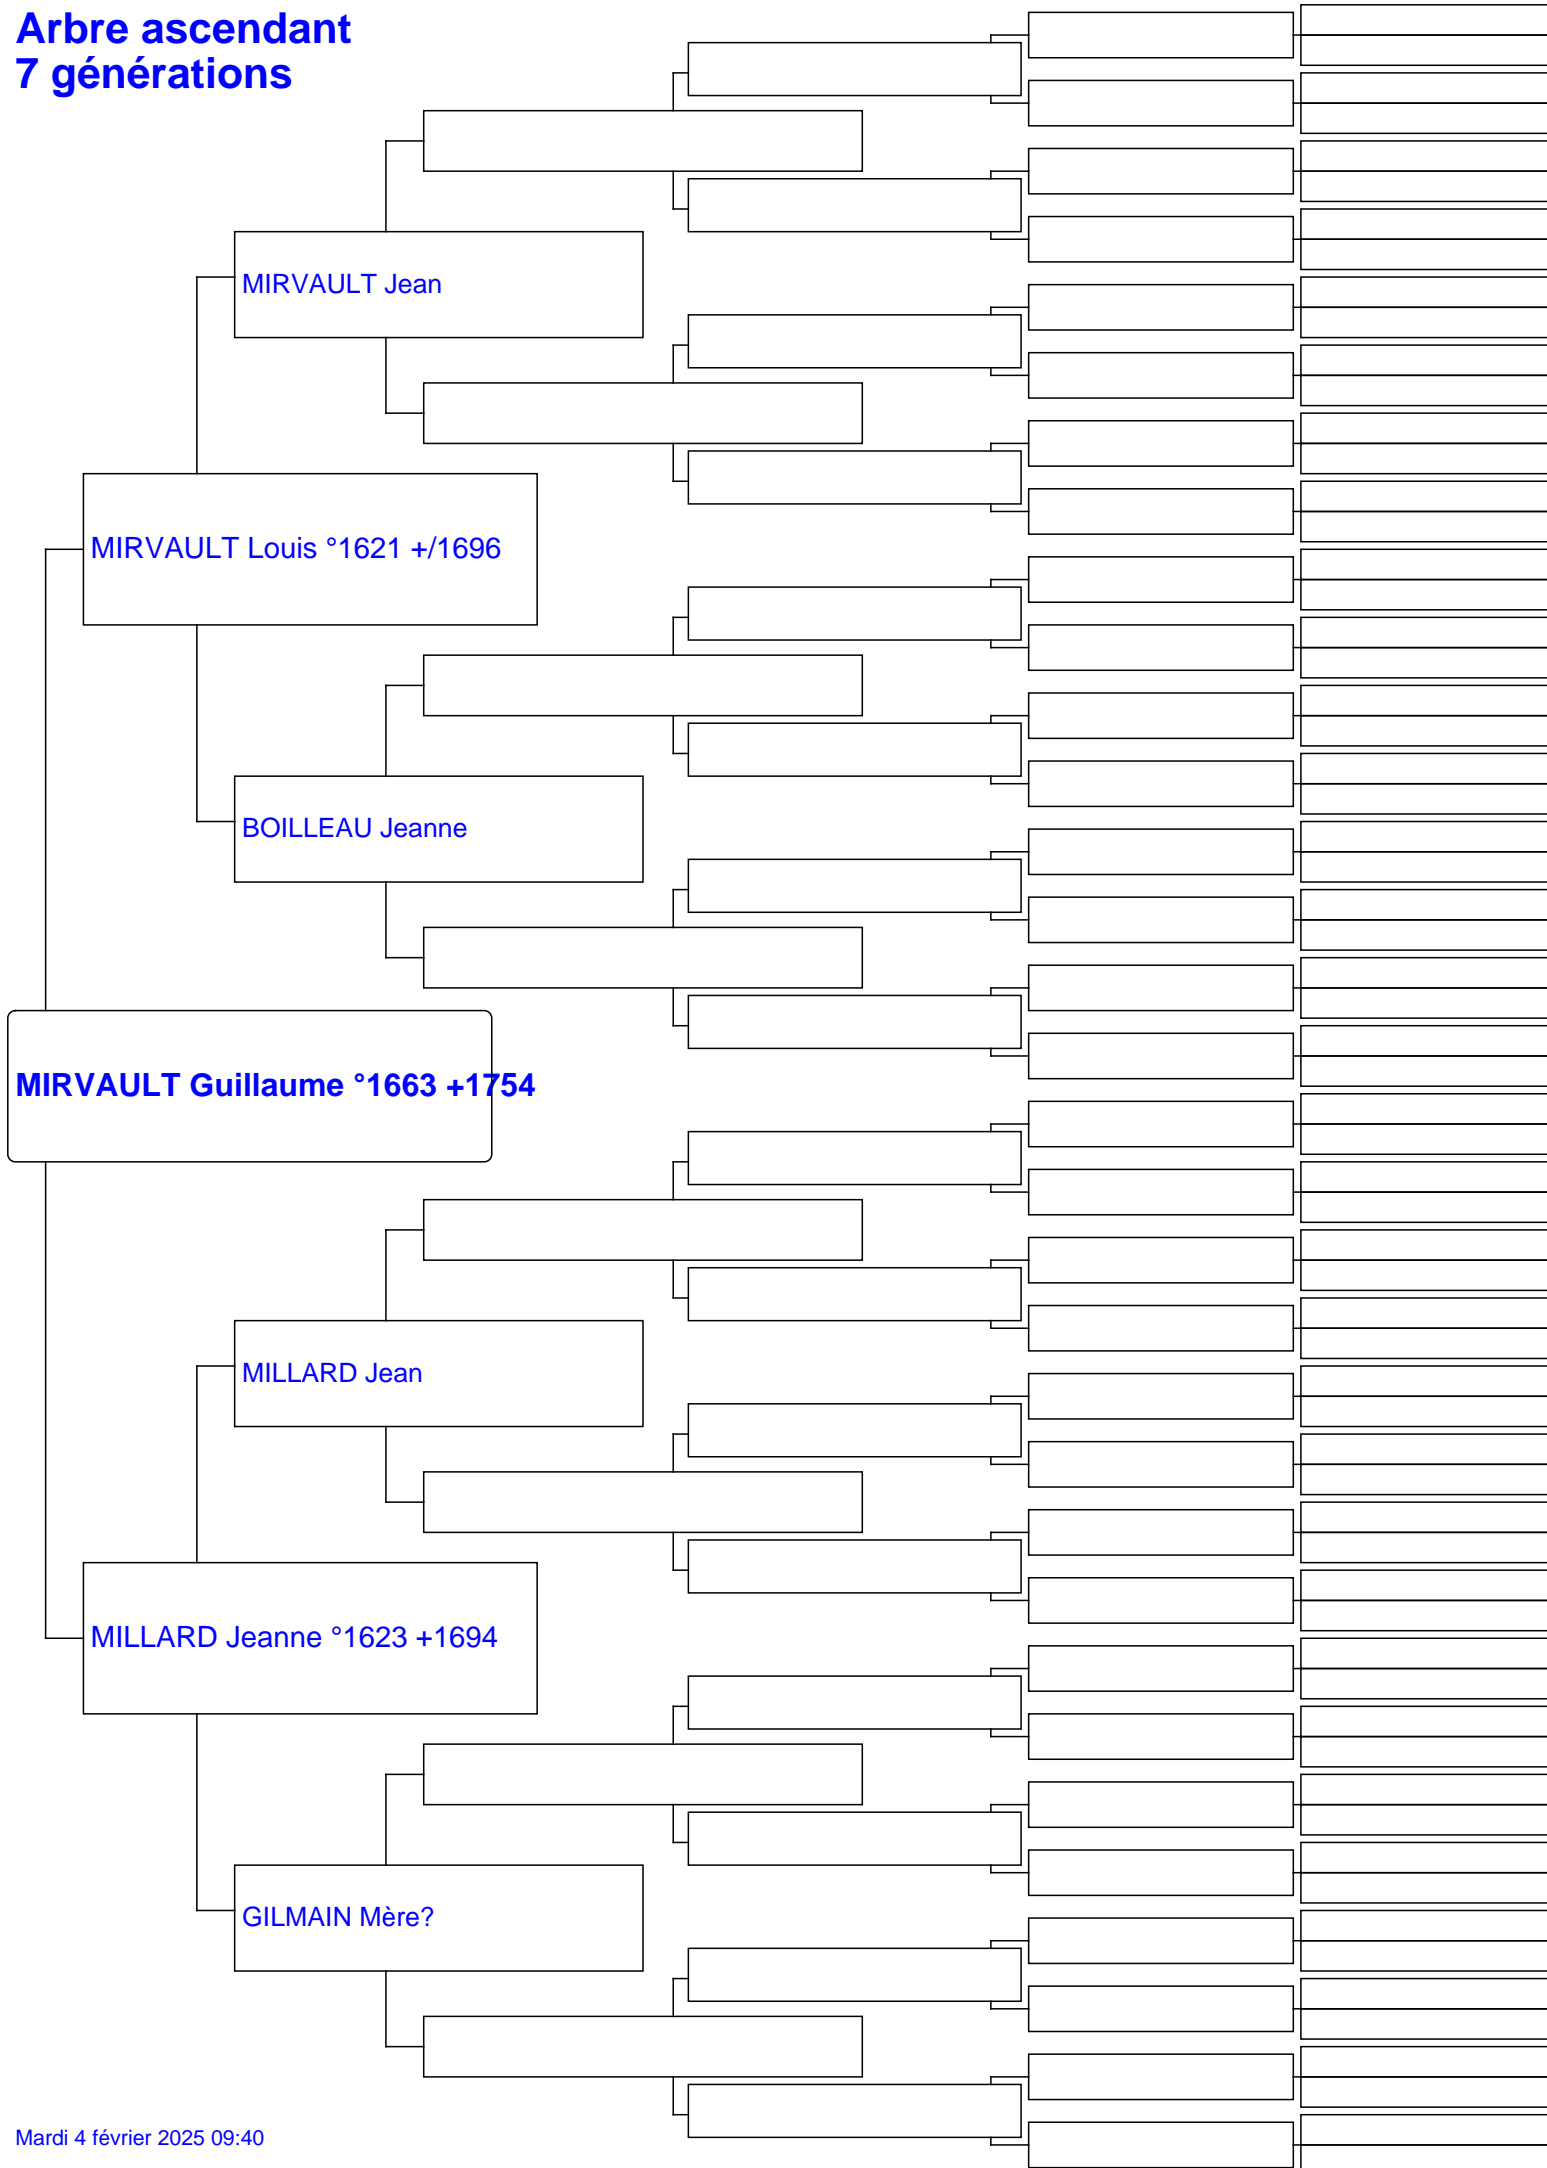 Arbre ascendant
7 générations
MIRVAULT Jean
MIRVAULT Louis °1621 +/1696
BOILLEAU Jeanne
MIRVAULT Guillaume °1663 +1754
MILLARD Jean
MILLARD Jeanne °1623 +1694
GILMAIN Mère?
Mardi 4 février 2025 09:40